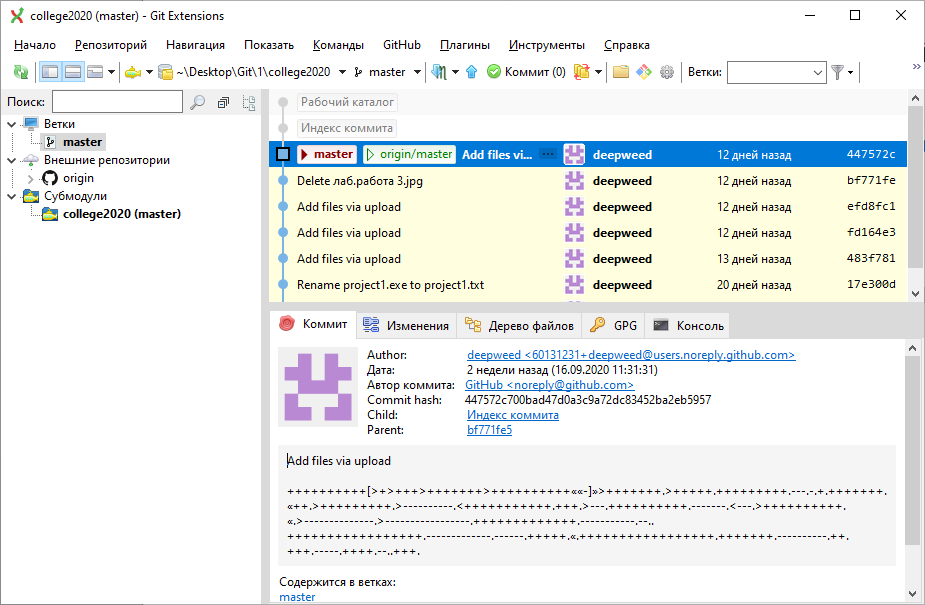 college2020 (master) - Git Extensions
Начало Репозиторий Навигация Показать Команды GitHub Плагины Инструменты Справка
~\Desktop\Git\1\college2020 master Коммит (0) Ветки: »
Поиск:
Ветки
master
Внешние репозитории
origin
Субмодули
college2020 (master)
Рабочий каталог
Индекс коммита
master origin/master Add files vi... ... deepweed 12 дней назад 447572c
Delete лаб.работа 3.jpg deepweed 12 дней назад bf771fe
Add files via upload deepweed 12 дней назад efd8fc1
Add files via upload deepweed 12 дней назад fd164e3
Add files via upload deepweed 13 дней назад 483f781
Rename project1.exe to project1.txt deepweed 20 дней назад 17e300d
Коммит Изменения Дерево файлов GPG Консоль
Author: deepweed <60131231+deepweed@users.noreply.github.com>
Дата: 2 недели назад (16.09.2020 11:31:31)
Автор коммита: GitHub <noreply@github.com>
Commit hash: 447572c700bad47d0a3c9a72dc83452ba2eb5957
Child: Индекс коммита
Parent: bf771fe5
Add files via upload
++++++++++[>+>+++>+++++++>++++++++++««-]»>+++++++.>+++++.+++++++++.---.-.+.+++++++.
«++.>+++++++++.>----------.<+++++++++++.+++.>---.++++++++++.-------.<---.>++++++++++.
«.>--------------.>-----------------.+++++++++++++.-----------.--..
+++++++++++++++++.-------------.------.+++++.«.+++++++++++++++++.+++++++.----------.++.
+++.-----.++++.--..+++.
Содержится в ветках:
master